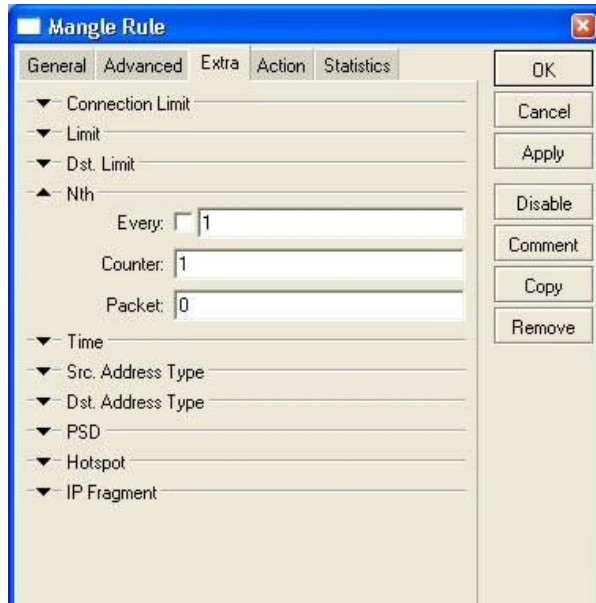 Mangle Rule
General Advanced Extra Action Statistics
Connection Limit
Limit
Dst. Limit
Nth
Every: 1
Counter: 1
Packet: 0
Time
Src. Address Type
Dst. Address Type
PSD
Hotspot
IP Fragment
OK
Cancel
Apply
Disable
Comment
Copy
Remove